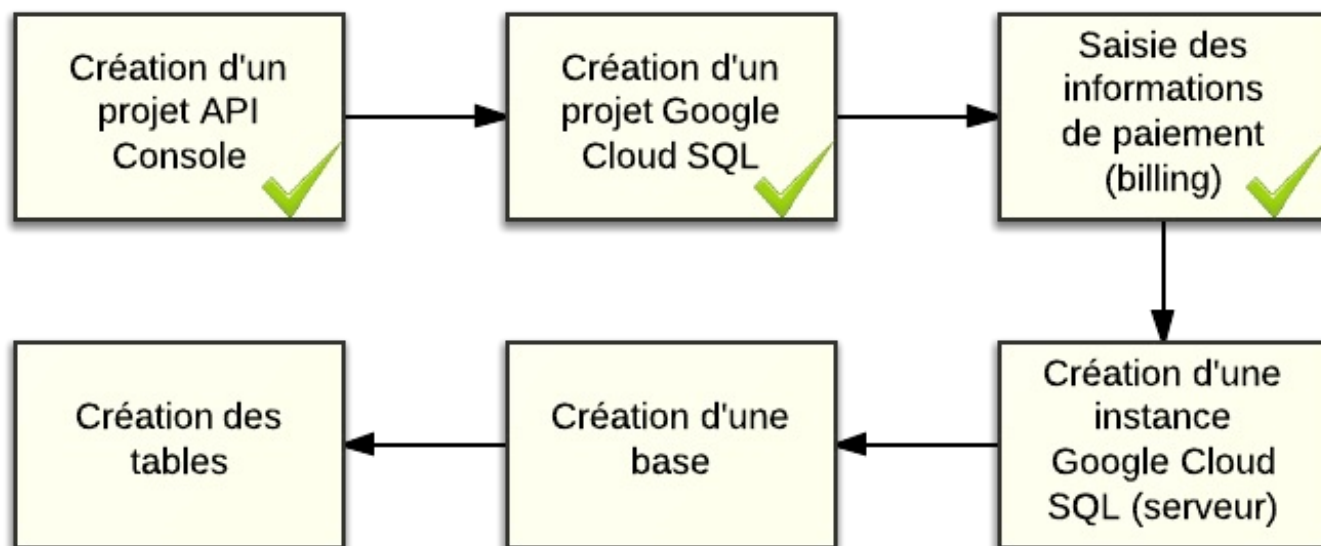 Création d'un
projet API
Console
Création d'un
projet Google
Cloud SQL
Saisie des
informations
de paiement
(billing)
Création des
tables
Création d'une
base
Création d'une
instance
Google Cloud
SQL (serveur)